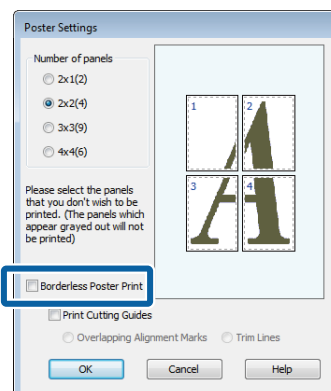 Poster Settings
Number of panels
2x1(2)
2x2(4)
3x3(9)
4x4(6)
1
2
3
4
Please select the panels
that you don't wish to be
printed. (The panels which
appear grayed out will not
be printed)
Borderless Poster Print
Print Cutting Guides
Overlapping Alignment Marks
Trim Lines
OK
Cancel
Help